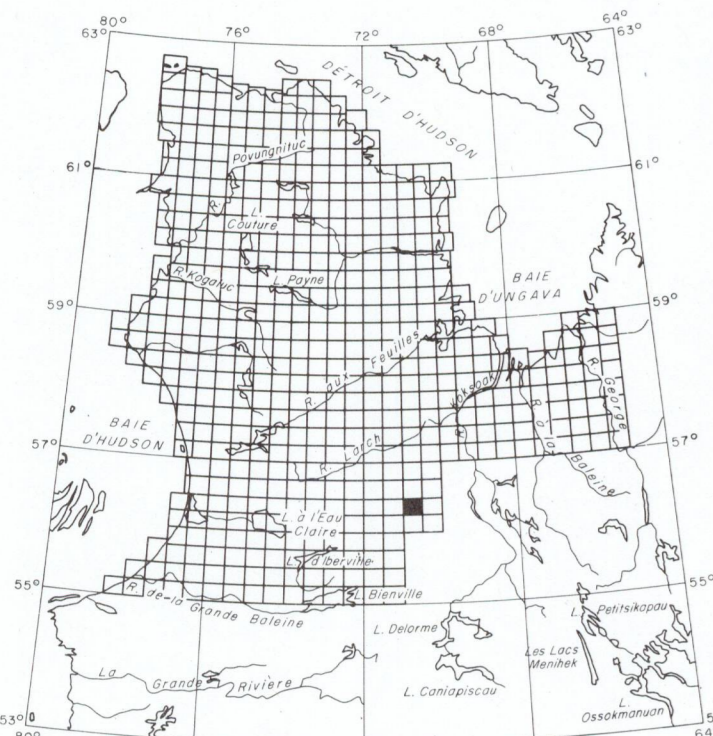 80°
76°
72°
68°
64°
63°
63°
DÉTROIT D'HUDSON
61°
61°
R. Povungnituc
L. Couture
R. Kogaluc
L. Payne
BAIE
D'UNGAVA
59°
59°
R. aux Feuilles
Koksoak
R. à la Baleine
R. George
BAIE
D'HUDSON
57°
57°
R. Larch
L. à l'Eau
Claire
L. d'Iberville
55°
55°
R. de-la Grande Baleine
L. Bienville
L. Petitsikapau
L. Delorme
Les Lacs
Menihek
La Grande Rivière
L. Caniapiscau
L.
Ossokmanuan
53°
80°
64